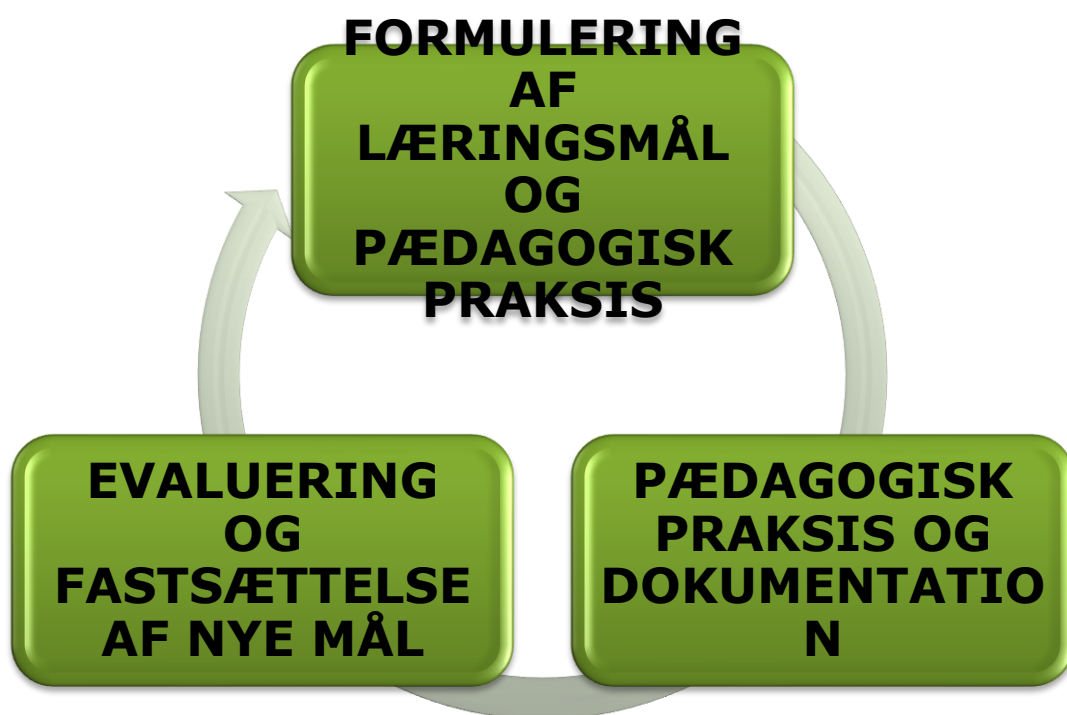 FORMULERING
AF
LÆRINGSMÅL
OG
PÆDAGOGISK
PRAKSIS
EVALUERING
OG
FASTSÆTTELSE
AF NYE MÅL
PÆDAGOGISK
PRAKSIS OG
DOKUMENTATIO
N